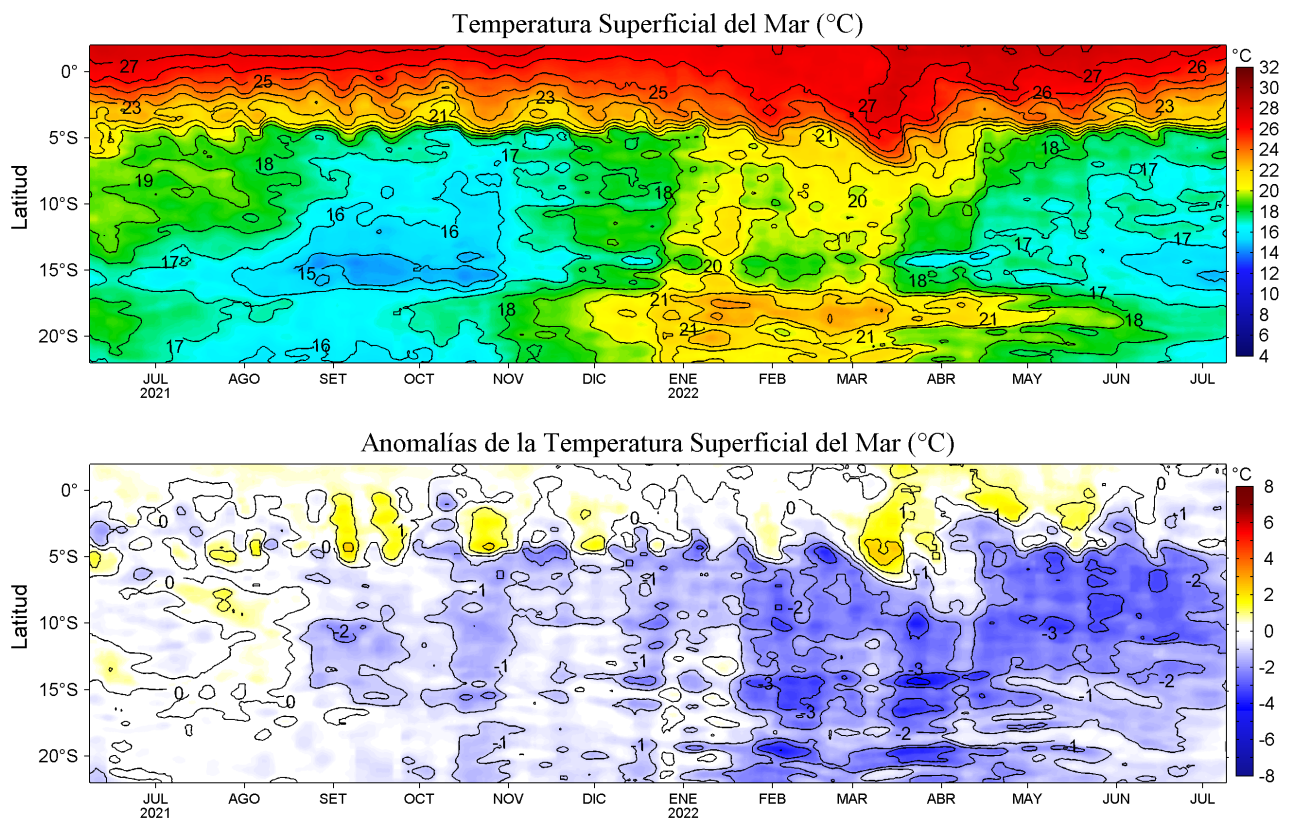 Temperatura Superficial del Mar (°C)
°C
32
30
28
26
24
22
20
18
16
14
12
10
8
6
4
Latitud
0°
5°S
10°S
15°S
20°S
27 25 23 21 23 25 27 26 27 26 23
19 18 17 18 21 20 18 17
16 16 17 17
17 15 20 18 17
18 21 21 21 18
17 16 21
JUL AGO SET OCT NOV DIC ENE FEB MAR ABR MAY JUN JUL
2021 2022
Anomalías de la Temperatura Superficial del Mar (°C)
°C
8
6
4
2
0
-2
-4
-6
-8
Latitud
0°
5°S
10°S
15°S
20°S
0 0 1 0 0 1 -1 0 -1
0 -1 -1 -1 -2
-2 -2 -3
-1 -1 -3 -2
0 0 -3 -3 -1
-1 -1 -2 -1
JUL AGO SET OCT NOV DIC ENE FEB MAR ABR MAY JUN JUL
2021 2022